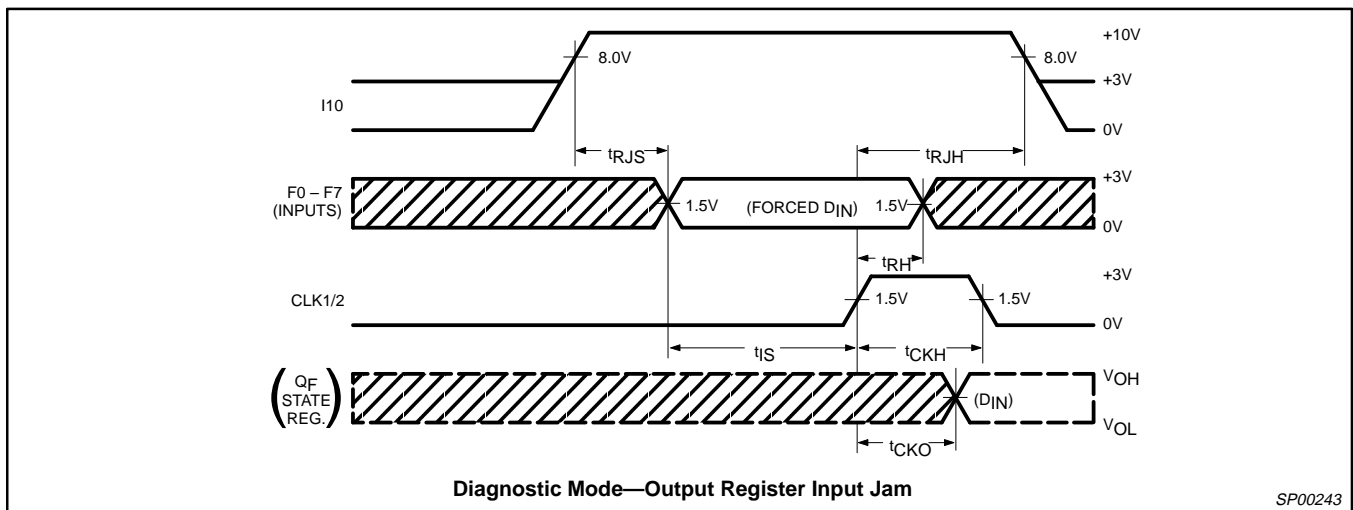 +10V
8.0V
8.0V
+3V
I10
0V
tRJS
tRJH
+3V
F0 – F7
(INPUTS)
1.5V
(FORCED DIN)
1.5V
0V
tRH
+3V
CLK1/2
1.5V
1.5V
0V
tIS
tCKH
VOH
(QF
STATE
REG.)
(DIN)
VOL
tCKO
Diagnostic Mode—Output Register Input Jam
SP00243